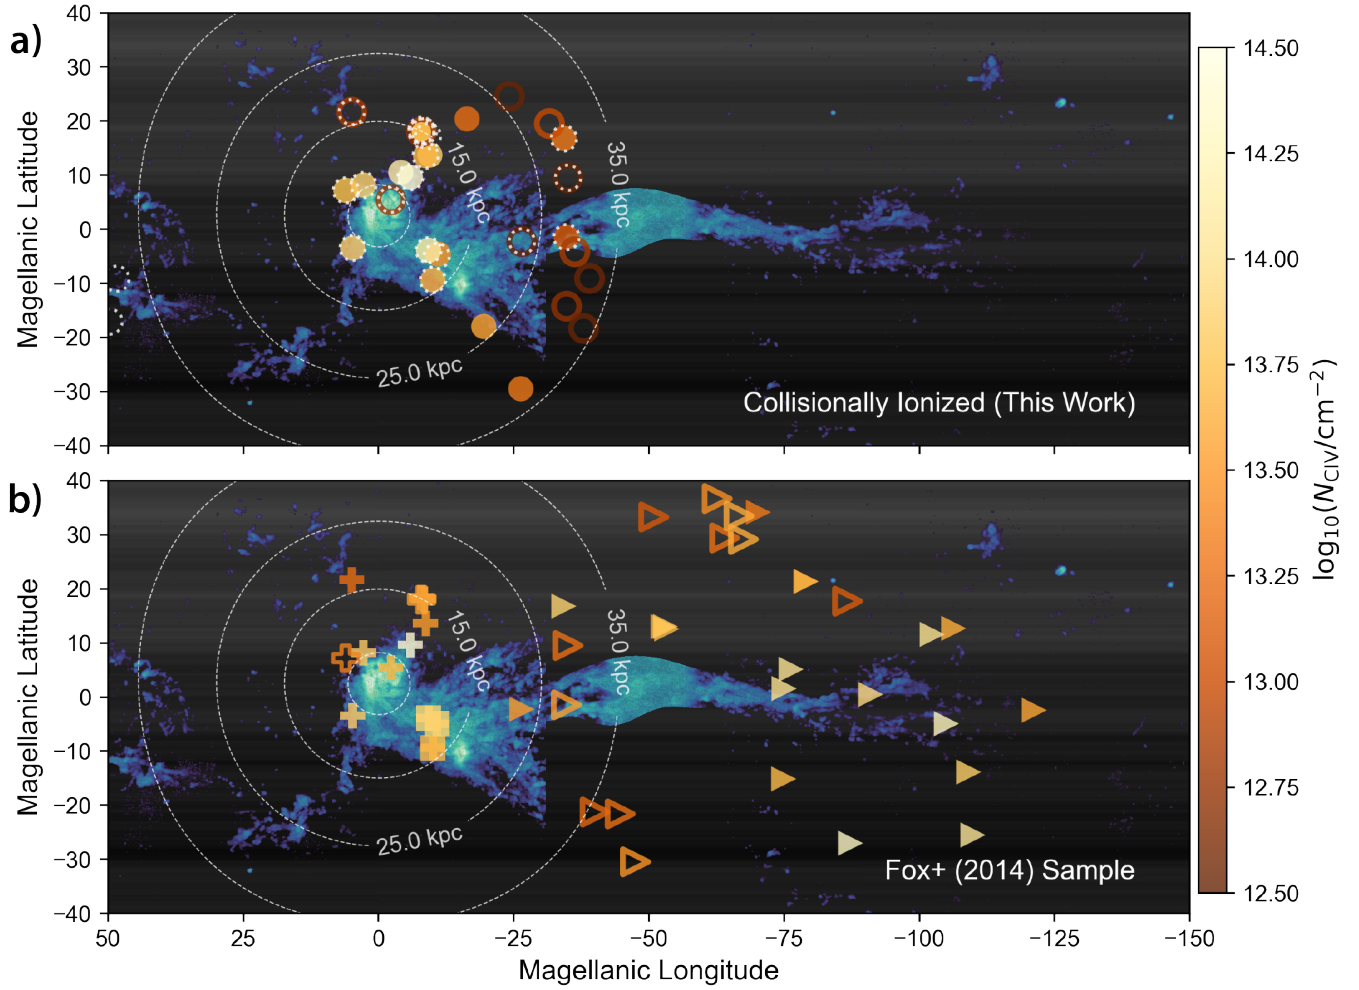 a)
40
30
20
10
0
−10
−20
−30
−40
Magellanic Latitude
15.0 kpc
25.0 kpc
35.0 kpc
Collisionally Ionized (This Work)
b)
40
30
20
10
0
−10
−20
−30
−40
Magellanic Latitude
15.0 kpc
25.0 kpc
35.0 kpc
Fox+ (2014) Sample
50 25 0 −25 −50 −75 −100 −125 −150
Magellanic Longitude
14.50
14.25
14.00
13.75
13.50
13.25
13.00
12.75
12.50
log₁₀(N_CIV/cm⁻²)